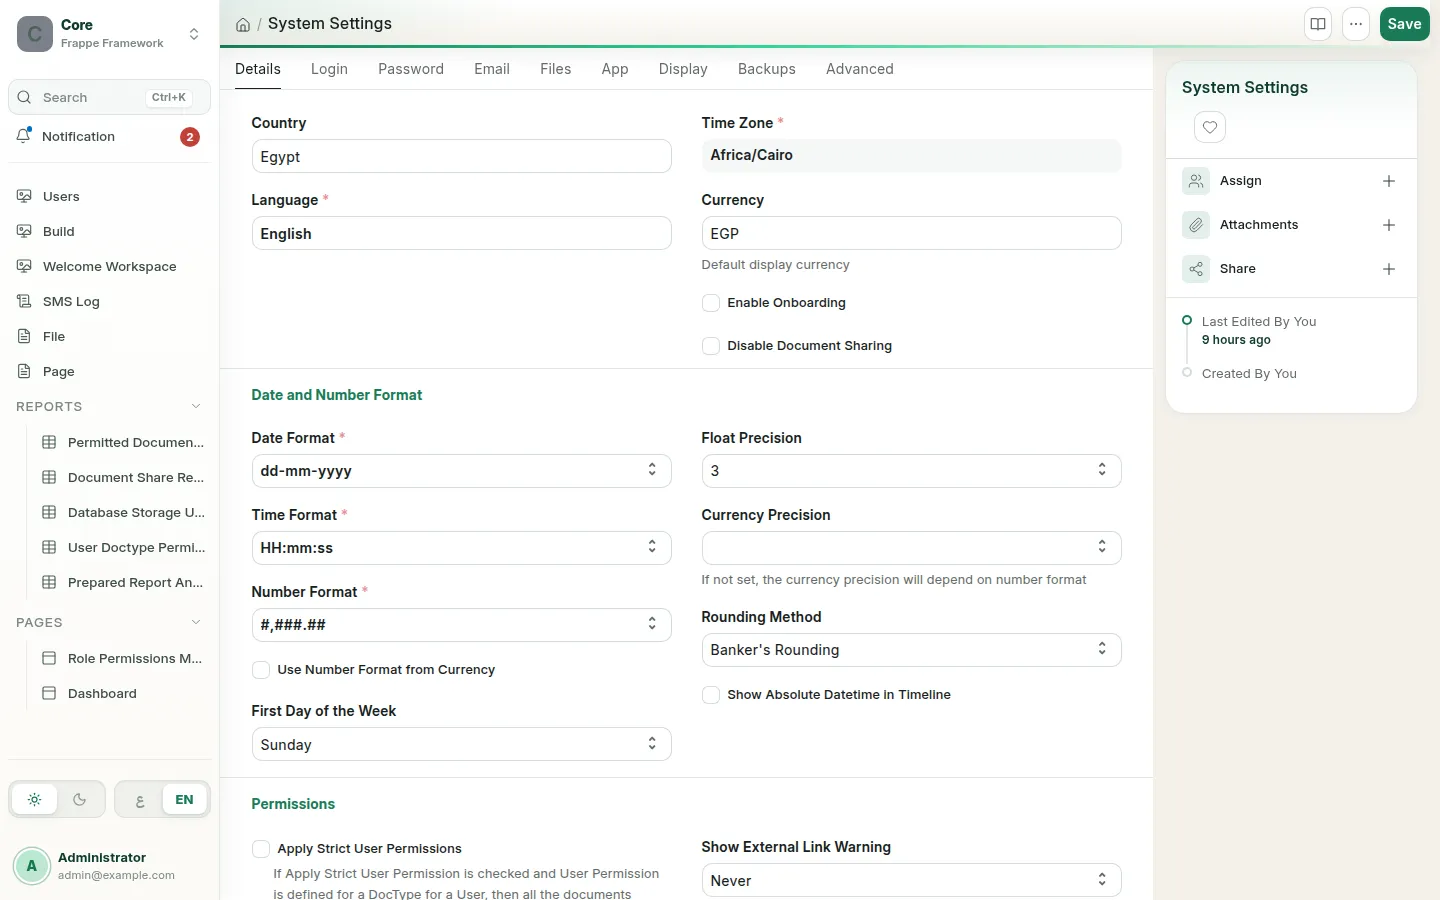 C
Core
Frappe Framework
/ System Settings
Save
Search
Ctrl+K
Notification
2
Users
Build
Welcome Workspace
SMS Log
File
Page
REPORTS
Permitted Documen...
Document Share Re...
Database Storage U...
User Doctype Permi...
Prepared Report An...
PAGES
Role Permissions M...
Dashboard
ع
EN
A
Administrator
admin@example.com
Details
Login
Password
Email
Files
App
Display
Backups
Advanced
Country
Egypt
Time Zone *
Africa/Cairo
Language *
English
Currency
EGP
Default display currency
Enable Onboarding
Disable Document Sharing
Date and Number Format
Date Format *
dd-mm-yyyy
Time Format *
HH:mm:ss
Number Format *
#,###.##
Use Number Format from Currency
First Day of the Week
Sunday
Float Precision
3
Currency Precision
If not set, the currency precision will depend on number format
Rounding Method
Banker's Rounding
Show Absolute Datetime in Timeline
Permissions
Apply Strict User Permissions
If Apply Strict User Permission is checked and User Permission
is defined for a DocType for a User, then all the documents
Show External Link Warning
Never
System Settings
Assign
Attachments
Share
Last Edited By You
9 hours ago
Created By You